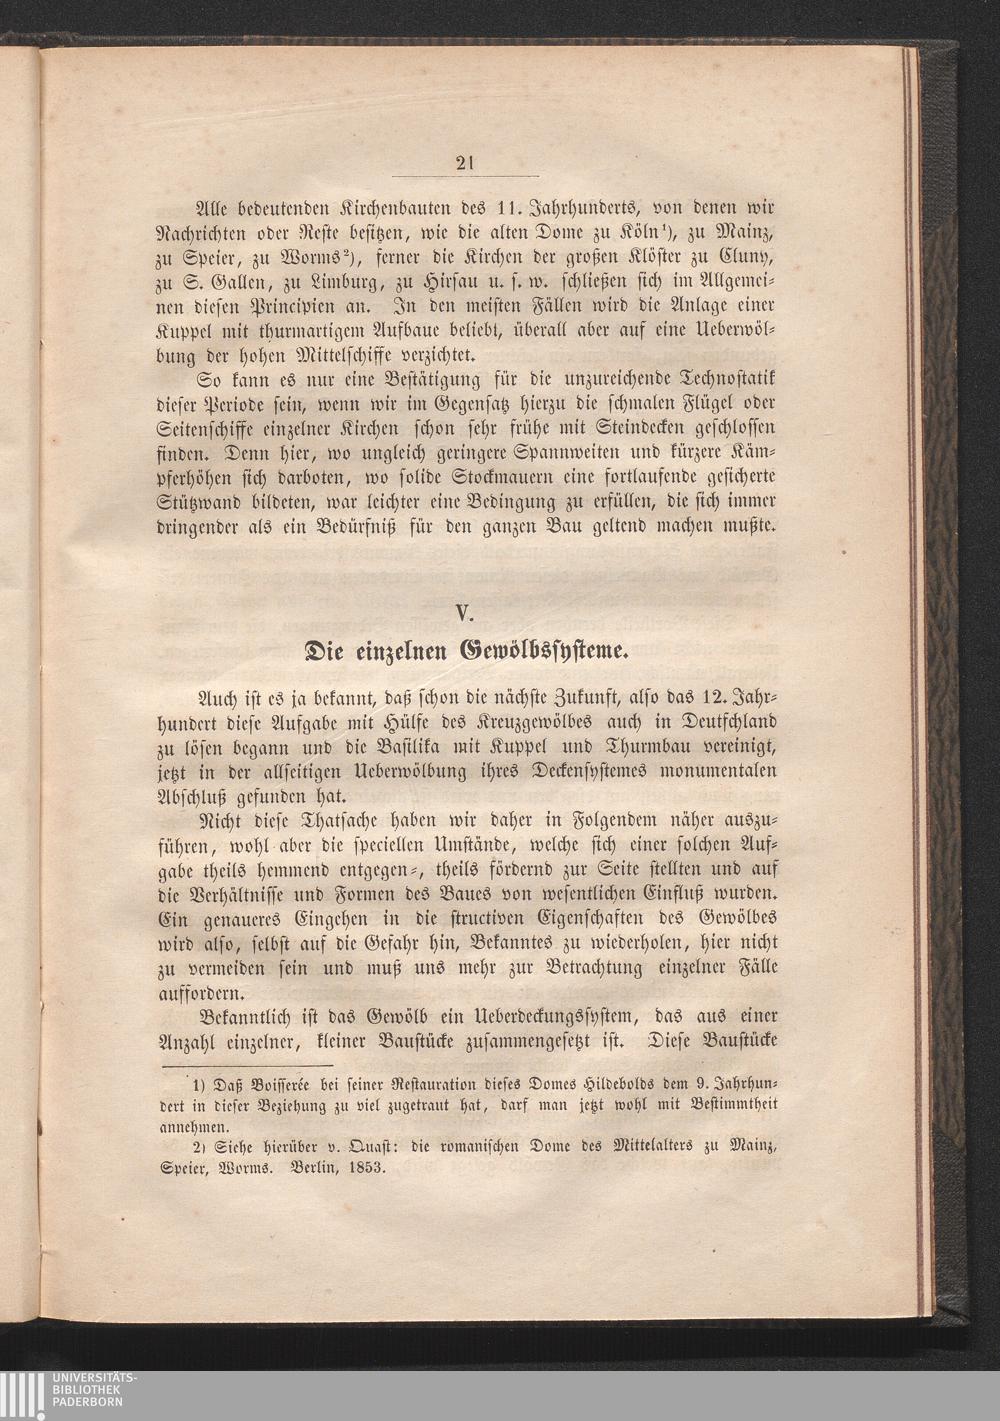 21
Alle bedeutenden Kirchenbauten des 11. Jahrhunderts, von denen wir
Nachrichten oder Reste besitzen, wie die alten Dome zu Köln¹), zu Mainz,
zu Speier, zu Worms²), ferner die Kirchen der großen Klöster zu Cluny,
zu S. Gallen, zu Limburg, zu Hirsau u. s. w. schließen sich im Allgemei-
nen diesen Principien an. In den meisten Fällen wird die Anlage einer
Kuppel mit thurmartigem Aufbaue beliebt, überall aber auf eine Ueberwöl-
bung der hohen Mittelschiffe verzichtet.
So kann es nur eine Bestätigung für die unzureichende Technostatik
dieser Periode sein, wenn wir im Gegensatz hierzu die schmalen Flügel oder
Seitenschiffe einzelner Kirchen schon sehr frühe mit Steindecken geschlossen
finden. Denn hier, wo ungleich geringere Spannweiten und kürzere Käm-
pferhöhen sich darboten, wo solide Stockmauern eine fortlaufende gesicherte
Stützwand bildeten, war leichter eine Bedingung zu erfüllen, die sich immer
dringender als ein Bedürfniß für den ganzen Bau geltend machen mußte.
V.
Die einzelnen Gewölbssysteme.
Auch ist es ja bekannt, daß schon die nächste Zukunft, also das 12. Jahr-
hundert diese Aufgabe mit Hülfe des Kreuzgewölbes auch in Deutschland
zu lösen begann und die Basilika mit Kuppel und Thurmbau vereinigt,
jetzt in der allseitigen Ueberwölbung ihres Deckensystemes monumentalen
Abschluß gefunden hat.
Nicht diese Thatsache haben wir daher in Folgendem näher auszu-
führen, wohl aber die speciellen Umstände, welche sich einer solchen Auf-
gabe theils hemmend entgegen-, theils fördernd zur Seite stellten und auf
die Verhältnisse und Formen des Baues von wesentlichen Einfluß wurden.
Ein genaueres Eingehen in die structiven Eigenschaften des Gewölbes
wird also, selbst auf die Gefahr hin, Bekanntes zu wiederholen, hier nicht
zu vermeiden sein und muß uns mehr zur Betrachtung einzelner Fälle
auffordern.
Bekanntlich ist das Gewölb ein Ueberdeckungssystem, das aus einer
Anzahl einzelner, kleiner Baustücke zusammengesetzt ist. Diese Baustücke
1) Daß Boisserée bei seiner Restauration dieses Domes Hildebolds dem 9. Jahrhun-
dert in dieser Beziehung zu viel zugetraut hat, darf man jetzt wohl mit Bestimmtheit
annehmen.
2) Siehe hierüber v. Quast: die romanischen Dome des Mittelalters zu Mainz,
Speier, Worms. Berlin, 1853.
UNIVERSITÄTS-
BIBLIOTHEK
PADERBORN